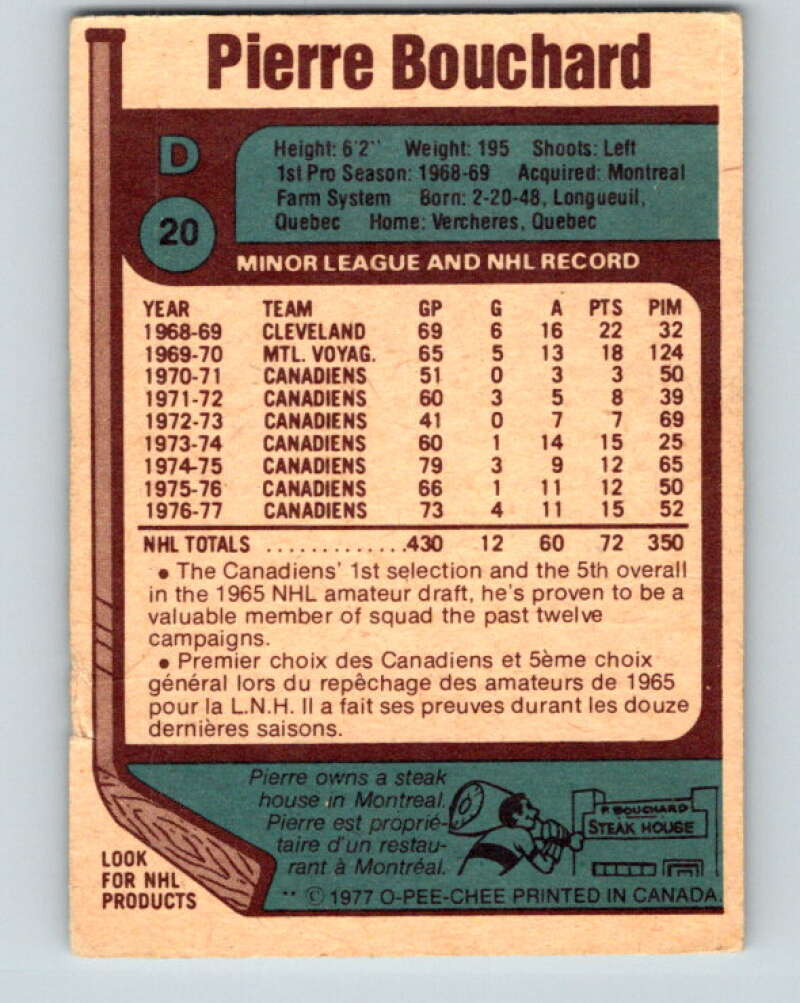 Pierre Bouchard
D
20
Height: 6'2" Weight: 195 Shoots: Left
1st Pro Season: 1968-69 Acquired: Montreal
Farm System Born: 2-20-48, Longueuil,
Quebec Home: Vercheres, Quebec
MINOR LEAGUE AND NHL RECORD
YEAR TEAM GP G A PTS PIM
1968-69 CLEVELAND 69 6 16 22 32
1969-70 MTL. VOYAG. 65 5 13 18 124
1970-71 CANADIENS 51 0 3 3 50
1971-72 CANADIENS 60 3 5 8 39
1972-73 CANADIENS 41 0 7 7 69
1973-74 CANADIENS 60 1 14 15 25
1974-75 CANADIENS 79 3 9 12 65
1975-76 CANADIENS 66 1 11 12 50
1976-77 CANADIENS 73 4 11 15 52
NHL TOTALS .............430 12 60 72 350
• The Canadiens' 1st selection and the 5th overall
in the 1965 NHL amateur draft, he's proven to be a
valuable member of squad the past twelve
campaigns.
• Premier choix des Canadiens et 5ème choix
général lors du repêchage des amateurs de 1965
pour la L.N.H. Il a fait ses preuves durant les douze
dernières saisons.
Pierre owns a steak
house in Montreal.
Pierre est proprié-
taire d'un restau-
rant à Montréal.
P. BOUCHARD
STEAK HOUSE
LOOK
FOR NHL
PRODUCTS
** © 1977 O-PEE-CHEE PRINTED IN CANADA